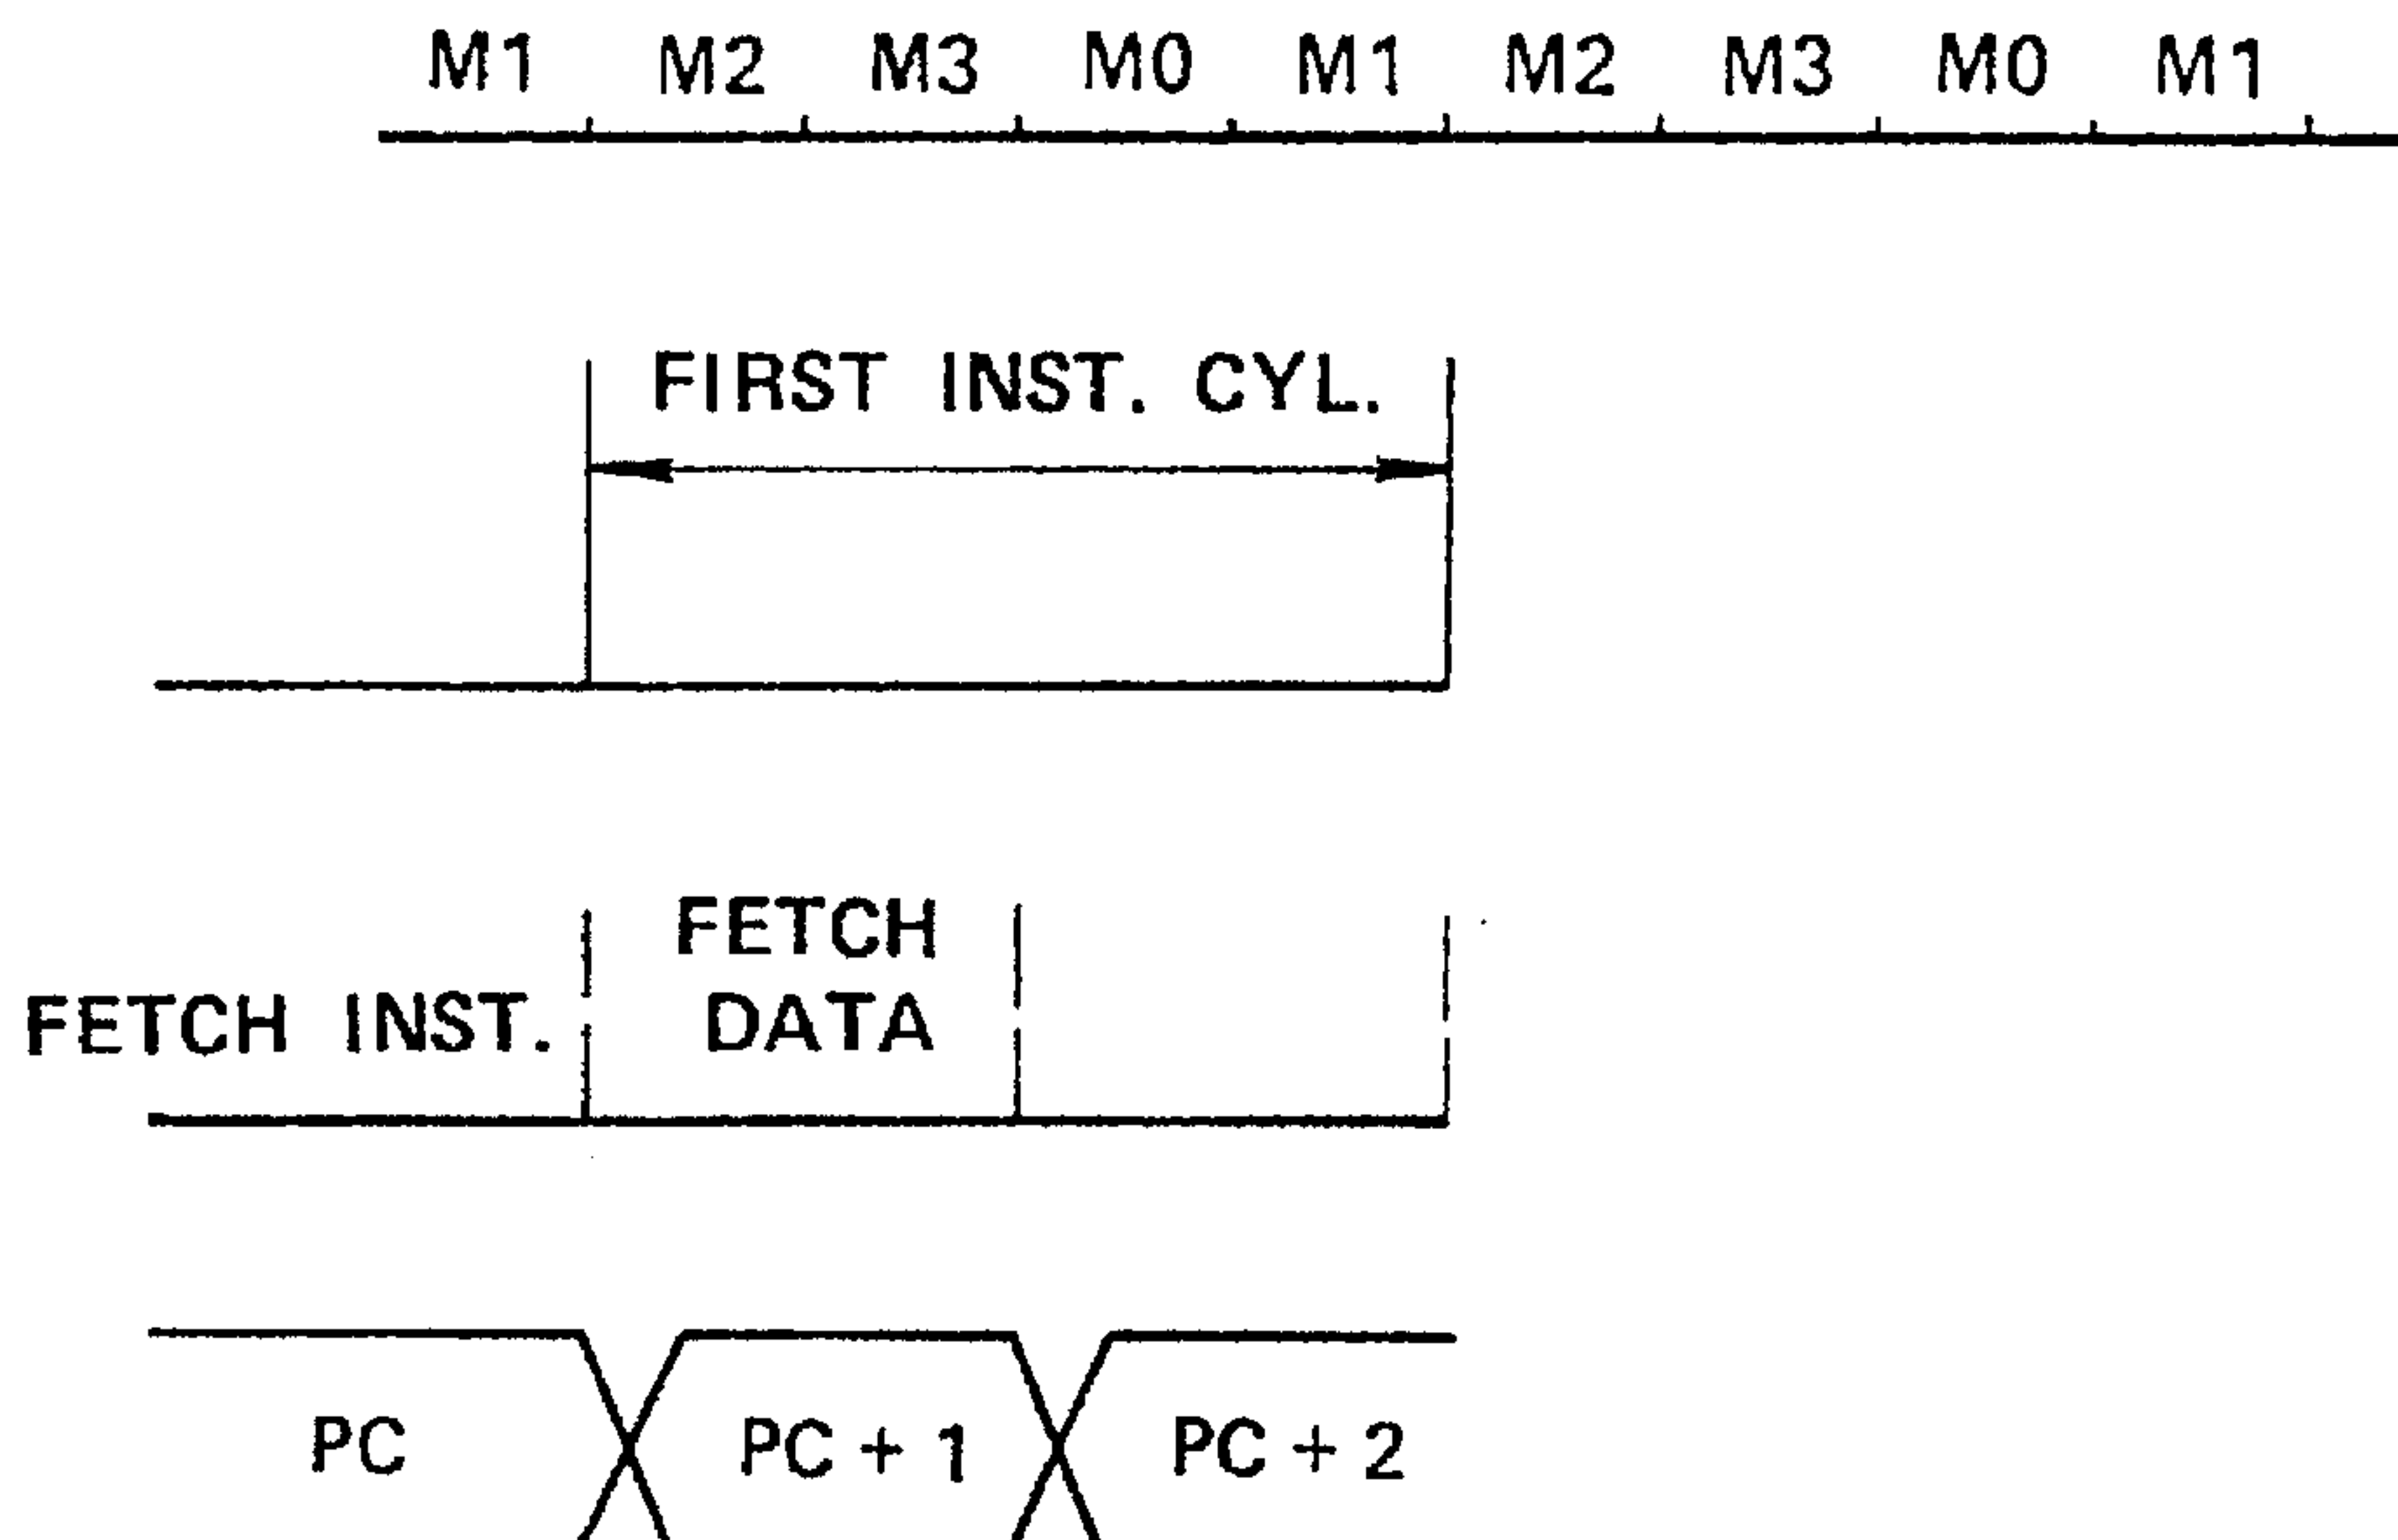 M1 M2 M3 M0 M1 M2 M3 M0 M1
FIRST INST. CYL.
FETCH
FETCH INST. DATA
PC PC + 1 PC + 2